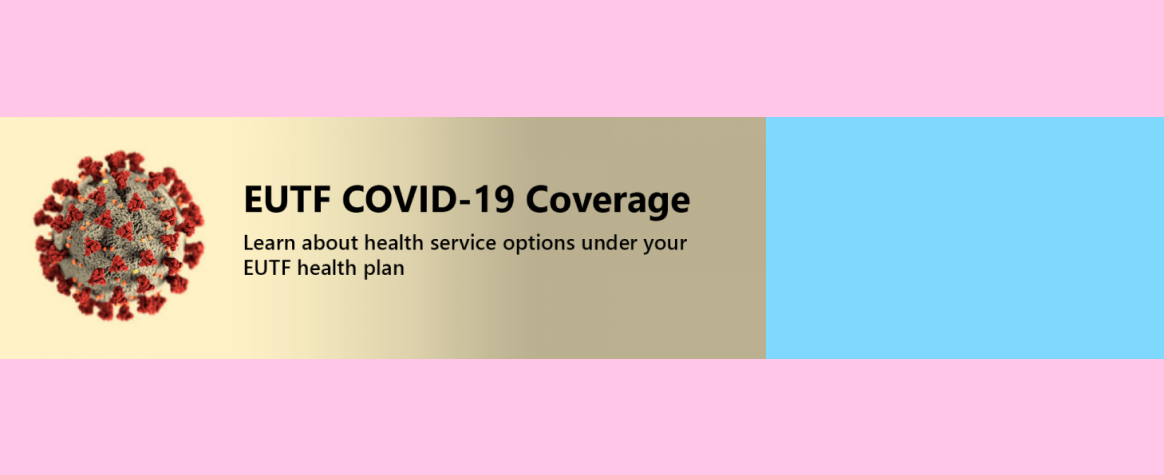 EUTF COVID-19 Coverage
Learn about health service options under your
EUTF health plan